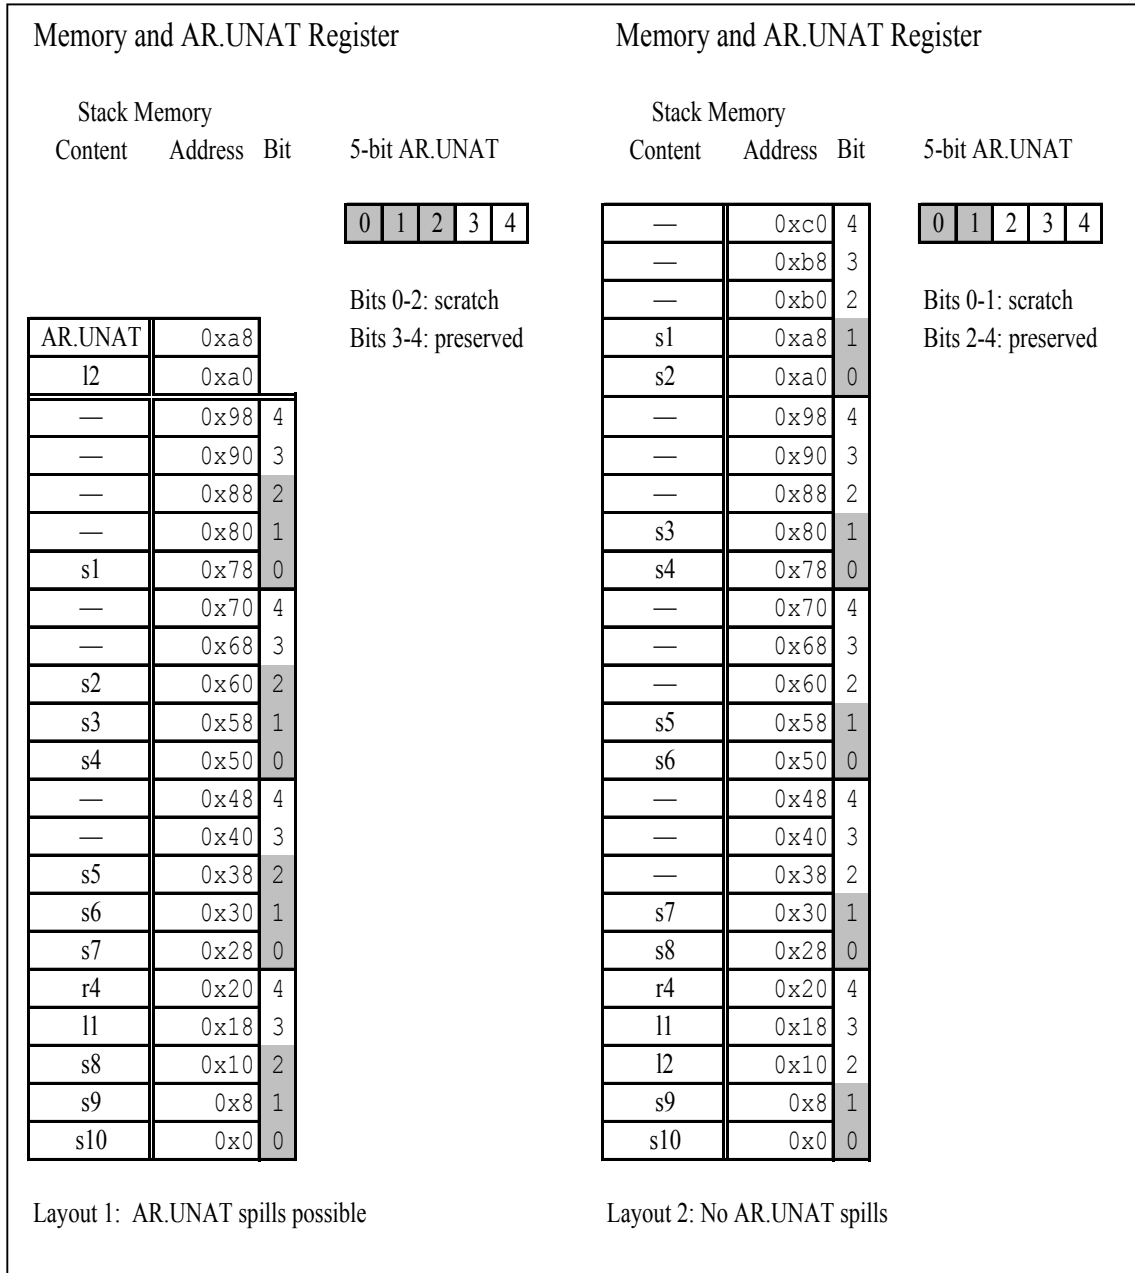 Memory and AR.UNAT Register
Stack Memory
Content Address Bit 5-bit AR.UNAT
0 1 2 3 4
Bits 0-2: scratch
Bits 3-4: preserved
AR.UNAT 0xa8
l2 0xa0
— 0x98 4
— 0x90 3
— 0x88 2
— 0x80 1
s1 0x78 0
— 0x70 4
— 0x68 3
s2 0x60 2
s3 0x58 1
s4 0x50 0
— 0x48 4
— 0x40 3
s5 0x38 2
s6 0x30 1
s7 0x28 0
r4 0x20 4
l1 0x18 3
s8 0x10 2
s9 0x8 1
s10 0x0 0
Layout 1: AR.UNAT spills possible
Memory and AR.UNAT Register
Stack Memory
Content Address Bit 5-bit AR.UNAT
0 1 2 3 4
Bits 0-1: scratch
Bits 2-4: preserved
— 0xc0 4
— 0xb8 3
— 0xb0 2
s1 0xa8 1
s2 0xa0 0
— 0x98 4
— 0x90 3
— 0x88 2
s3 0x80 1
s4 0x78 0
— 0x70 4
— 0x68 3
— 0x60 2
s5 0x58 1
s6 0x50 0
— 0x48 4
— 0x40 3
— 0x38 2
s7 0x30 1
s8 0x28 0
r4 0x20 4
l1 0x18 3
l2 0x10 2
s9 0x8 1
s10 0x0 0
Layout 2: No AR.UNAT spills